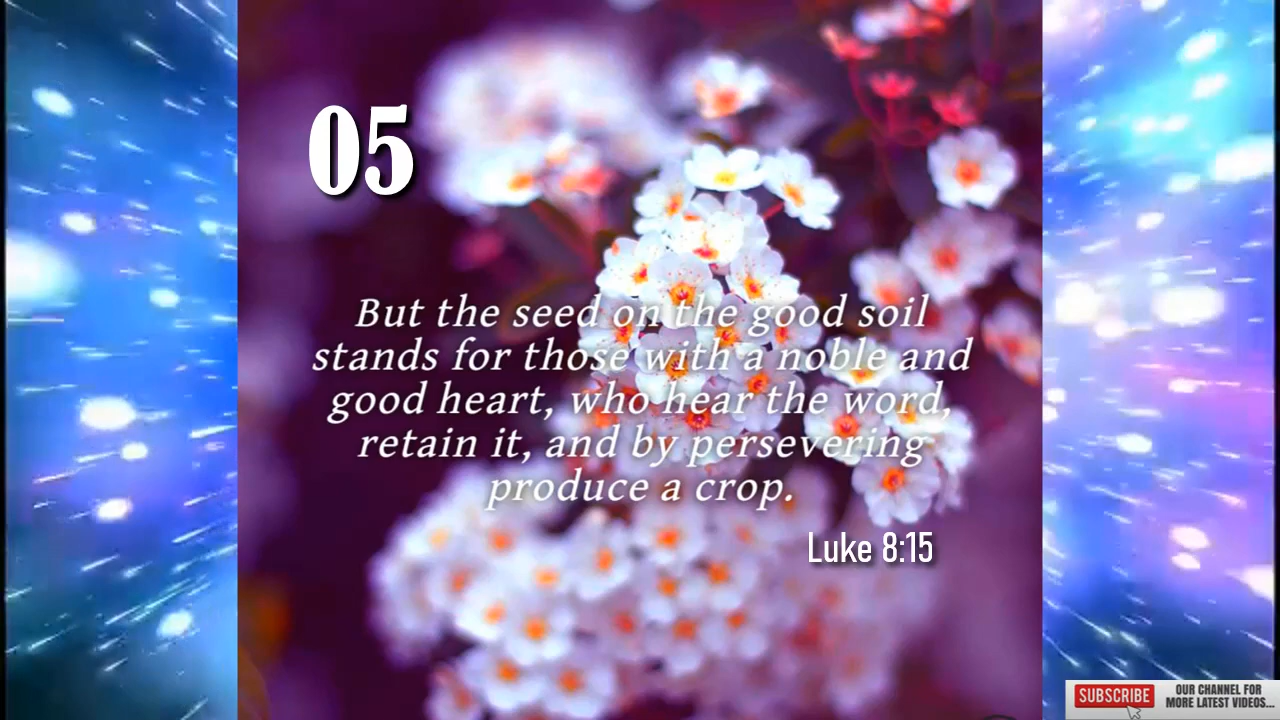 05
But the seed on the good soil
stands for those with a noble and
good heart, who hear the word,
retain it, and by persevering
produce a crop.
Luke 8:15
SUBSCRIBE
OUR CHANNEL FOR
MORE LATEST VIDEOS...